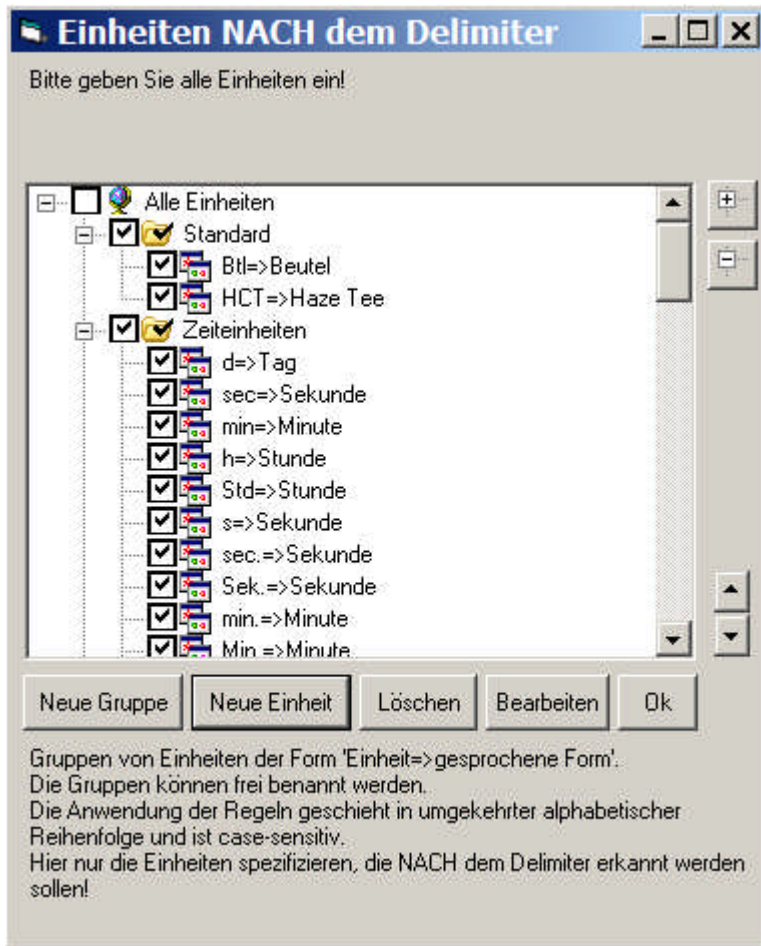 Einheiten NACH dem Delimiter
Bitte geben Sie alle Einheiten ein!
Alle Einheiten
Standard
Btl=>Beutel
HCT=>Haze Tee
Zeiteinheiten
d=>Tag
sec=>Sekunde
min=>Minute
h=>Stunde
Std=>Stunde
s=>Sekunde
sec.=>Sekunde
Sek.=>Sekunde
min.=>Minute
Min.=>Minute
Neue Gruppe Neue Einheit Löschen Bearbeiten Ok
Gruppen von Einheiten der Form 'Einheit=>gesprochene Form'.
Die Gruppen können frei benannt werden.
Die Anwendung der Regeln geschieht in umgekehrter alphabetischer
Reihenfolge und ist case-sensitiv.
Hier nur die Einheiten spezifizieren, die NACH dem Delimiter erkannt werden
sollen!